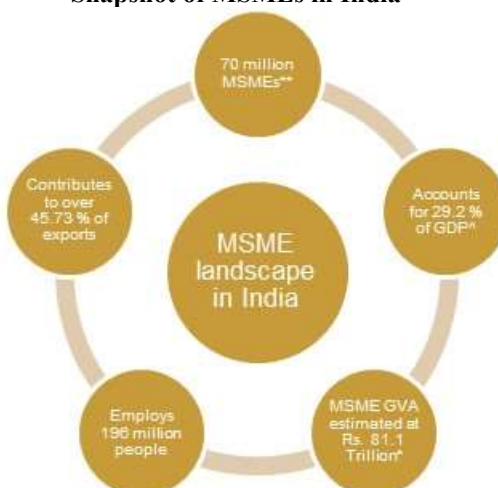 Snapshot of MSMEs in India
70 million
MSMEs**
Accounts
for 29.2 %
of GDP^
MSME GVA
estimated at
Rs. 81.1
Trillion^
Employs
196 million
people
Contributes
to over
45.73 % of
exports
MSME
landscape
in India